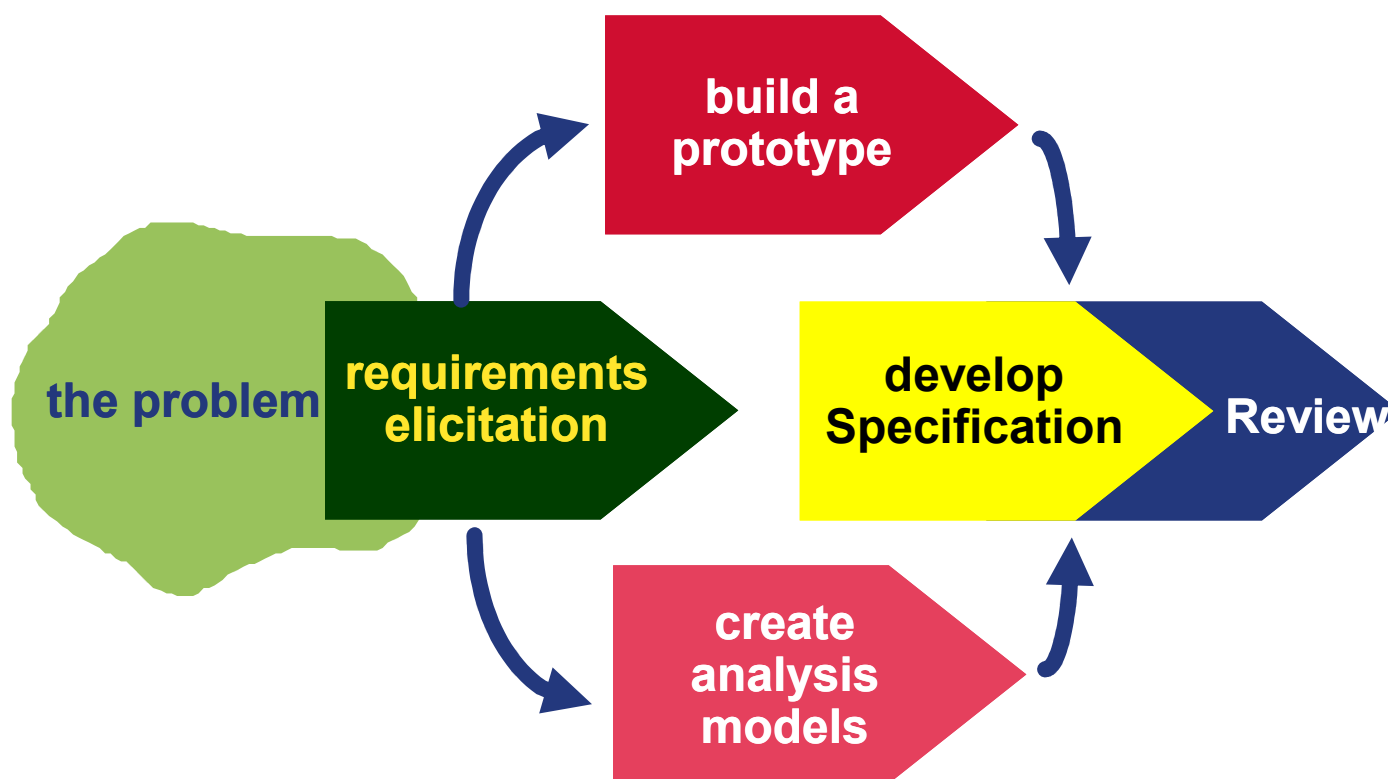 build a
prototype
the problem
requirements
elicitation
develop
Specification
Review
create
analysis
models